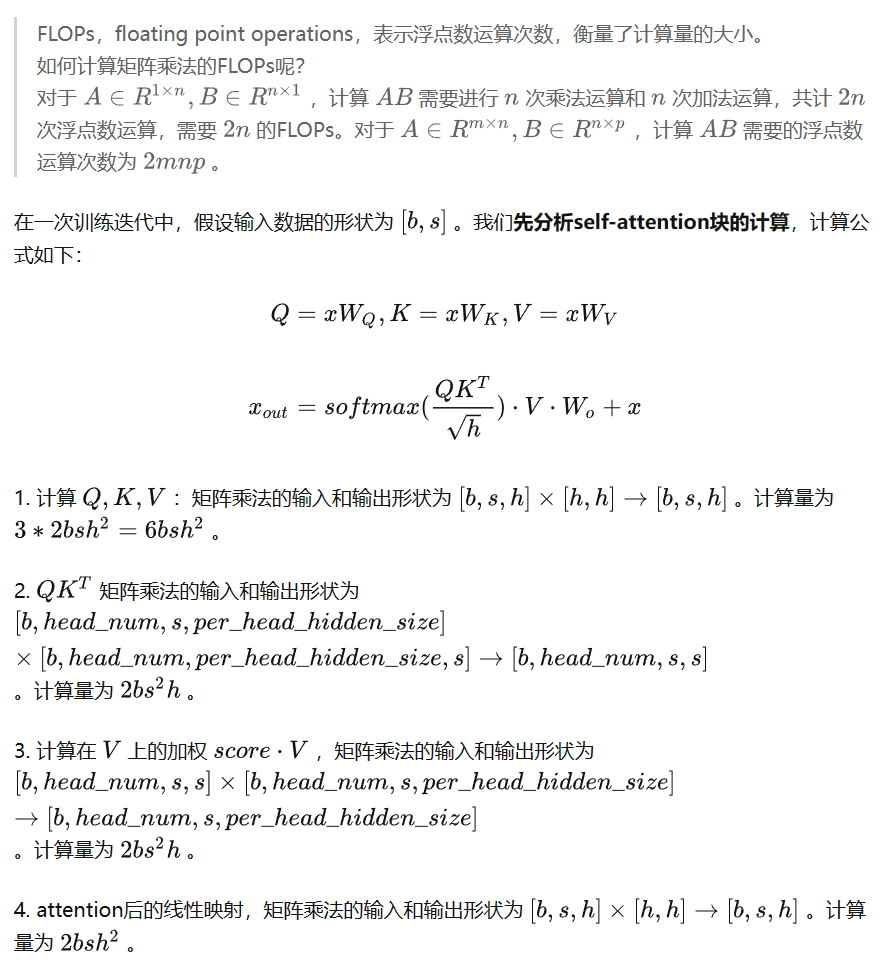 FLOPs，floating point operations，表示浮点数运算次数，衡量了计算量的大小。
如何计算矩阵乘法的FLOPs呢？
对于 $A \in R^{1 \times n}, B \in R^{n \times 1}$ ，计算 $AB$ 需要进行 $n$ 次乘法运算和 $n$ 次加法运算，共计 $2n$
次浮点数运算，需要 $2n$ 的FLOPs。对于 $A \in R^{m \times n}, B \in R^{n \times p}$ ，计算 $AB$ 需要的浮点数
运算次数为 $2mnp$ 。
在一次训练迭代中，假设输入数据的形状为 $[b, s]$ 。我们先分析self-attention块的计算，计算公
式如下：
$Q = xW_Q, K = xW_K, V = xW_V$
$x_{out} = softmax(\frac{QK^T}{\sqrt{h}}) \cdot V \cdot W_o + x$
1. 计算 $Q, K, V$ ：矩阵乘法的输入和输出形状为 $[b, s, h] \times [h, h] \to [b, s, h]$ 。计算量为
$3 * 2bsh^2 = 6bsh^2$ 。
2. $QK^T$ 矩阵乘法的输入和输出形状为
$[b, head\_num, s, per\_head\_hidden\_size]$
$\times [b, head\_num, per\_head\_hidden\_size, s] \to [b, head\_num, s, s]$
。计算量为 $2bs^2h$ 。
3. 计算在 $V$ 上的加权 $score \cdot V$ ，矩阵乘法的输入和输出形状为
$[b, head\_num, s, s] \times [b, head\_num, s, per\_head\_hidden\_size]$
$\to [b, head\_num, s, per\_head\_hidden\_size]$
。计算量为 $2bs^2h$ 。
4. attention后的线性映射，矩阵乘法的输入和输出形状为 $[b, s, h] \times [h, h] \to [b, s, h]$ 。计算
量为 $2bsh^2$ 。